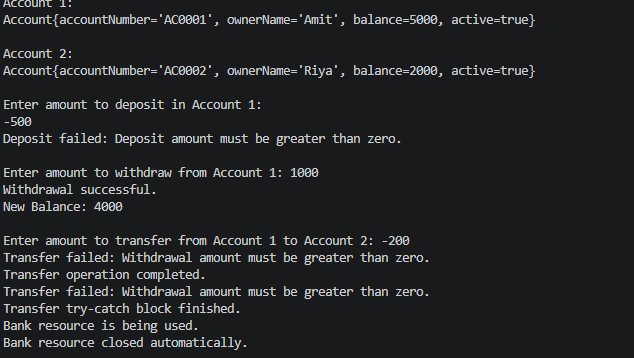 Account 1:
Account{accountNumber='AC0001', ownerName='Amit', balance=5000, active=true}
Account 2:
Account{accountNumber='AC0002', ownerName='Riya', balance=2000, active=true}
Enter amount to deposit in Account 1:
-500
Deposit failed: Deposit amount must be greater than zero.
Enter amount to withdraw from Account 1: 1000
Withdrawal successful.
New Balance: 4000
Enter amount to transfer from Account 1 to Account 2: -200
Transfer failed: Withdrawal amount must be greater than zero.
Transfer operation completed.
Transfer failed: Withdrawal amount must be greater than zero.
Transfer try-catch block finished.
Bank resource is being used.
Bank resource closed automatically.